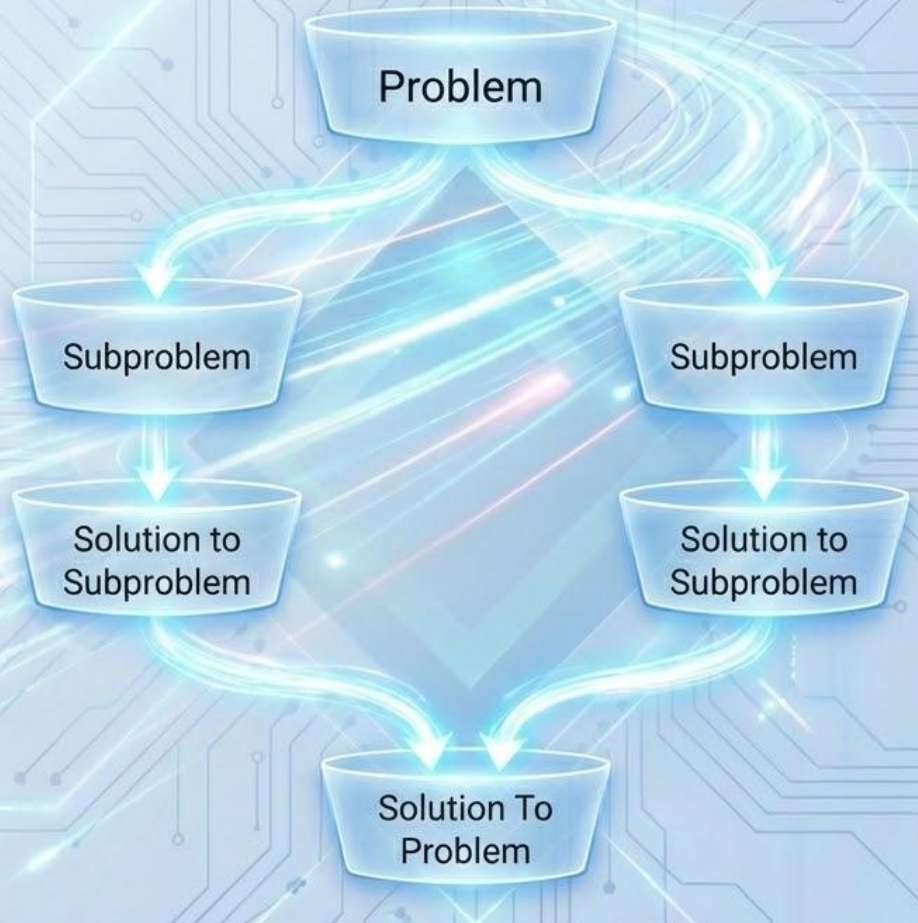 Problem
Subproblem
Subproblem
Solution to
Subproblem
Solution to
Subproblem
Solution To
Problem